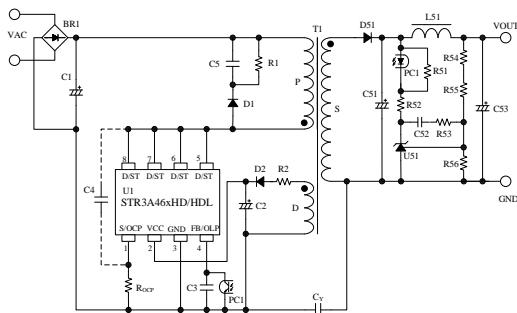 BR1
VAC
T1
D51
L51
VOUT
C5
R1
P
PC1
R51
R54
C1
D1
S
C51
R52
R55
C53
C52
R53
U51
R56
8
7
6
5
D/ST
D/ST
D/ST
D/ST
D2
R2
C4
U1
STR3A46xHD/HDL
C2
D
GND
S/OCP
VCC
GND
FB/OLP
1
2
3
4
ROCP
C3
PC1
CY